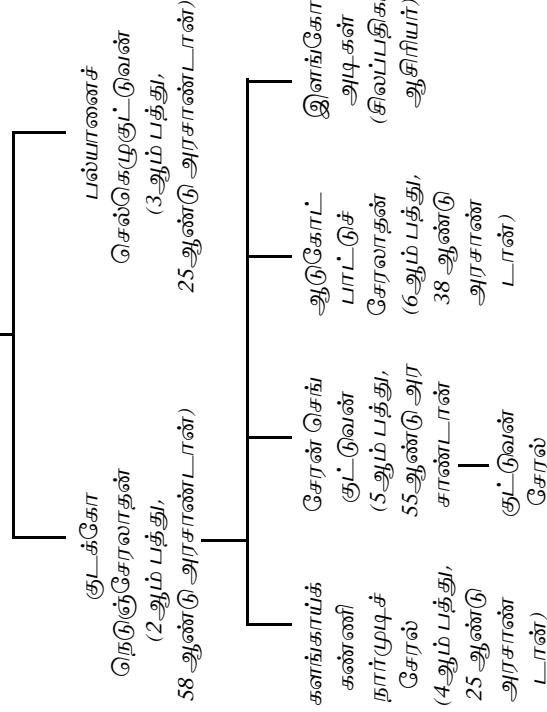 குடக்கோ
நெடுஞ்சேரலாதன்
(2ஆம் பத்து,
58 ஆண்டு அரசாண்டான்)
பல்யானைச்
செல்கெழுகுட்டுவன்
(3ஆம் பத்து,
25ஆண்டு அரசாண்டான்)
களங்காய்க்
கண்ணி
நார்முடிச்
சேரல்
(4ஆம் பத்து,
25 ஆண்டு
அரசாண்
டான்)
சேரன் செங்
குட்டுவன்
(5ஆம் பத்து,
55ஆண்டு அர
சாண்டான்
குட்டுவன்
சேரல்
ஆடுகோட்
பாட்டுச்
சேரலாதன்
(6ஆம் பத்து,
38 ஆண்டு
அரசாண்
டான்)
இளங்கோ
அடிகள்
(சிலப்பதிக
ஆசிரியர்)